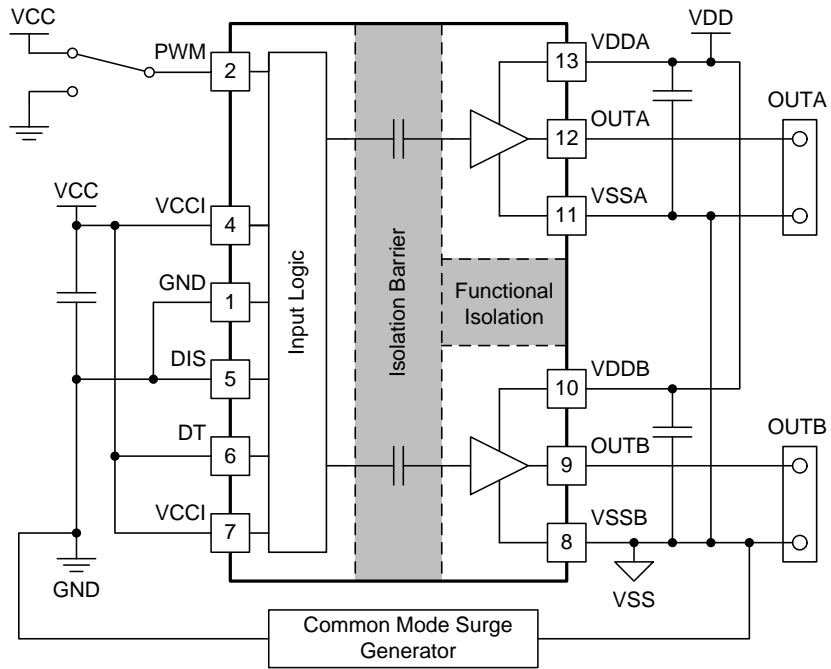 VCC
PWM
2
VCC
VCCI
4
GND
1
DIS
5
DT
6
VCCI
7
GND
Input Logic
Isolation Barrier
Functional
Isolation
VDD
13
VDDA
12
OUTA
11
VSSA
OUTA
10
VDDB
9
OUTB
8
VSSB
OUTB
VSS
Common Mode Surge
Generator